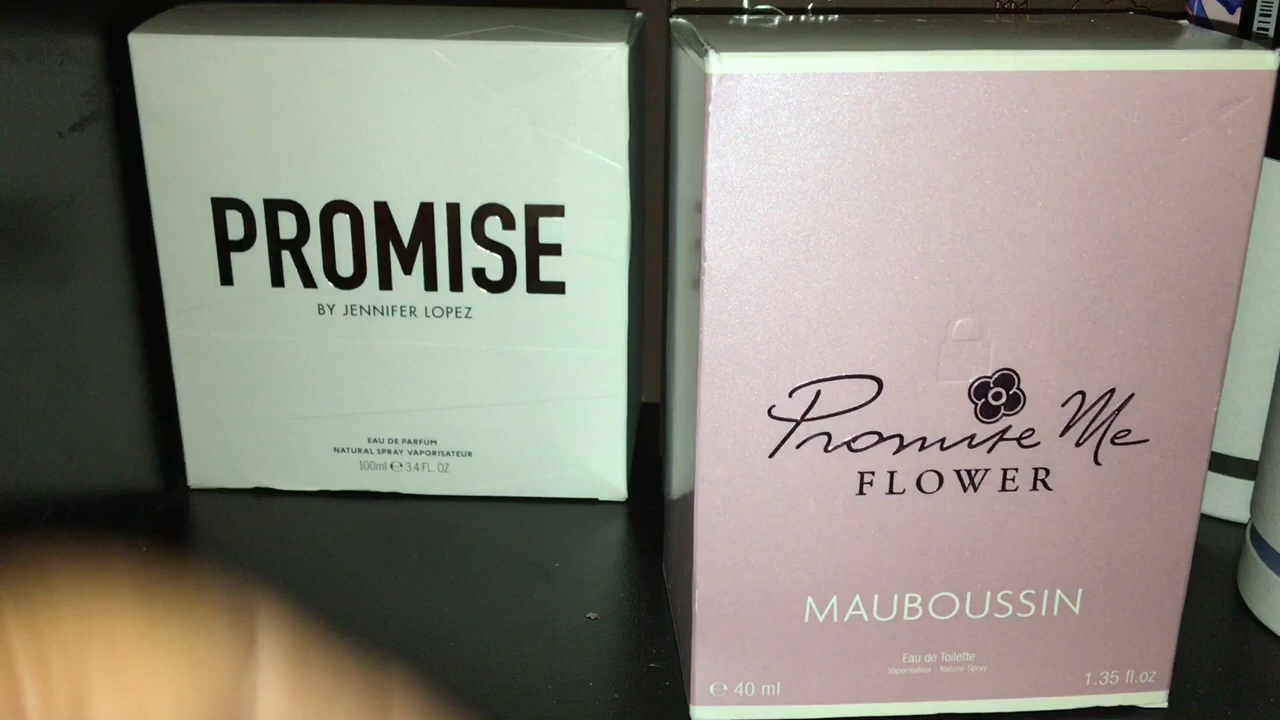 PROMISE
BY JENNIFER LOPEZ
EAU DE PARFUM
NATURAL SPRAY VAPORISATEUR
100ml ℮ 3.4 FL. OZ
Promise Me
FLOWER
MAUBOUSSIN
Eau de Toilette
Vaporisateur Natural Spray
℮ 40 ml
1.35 fl.oz